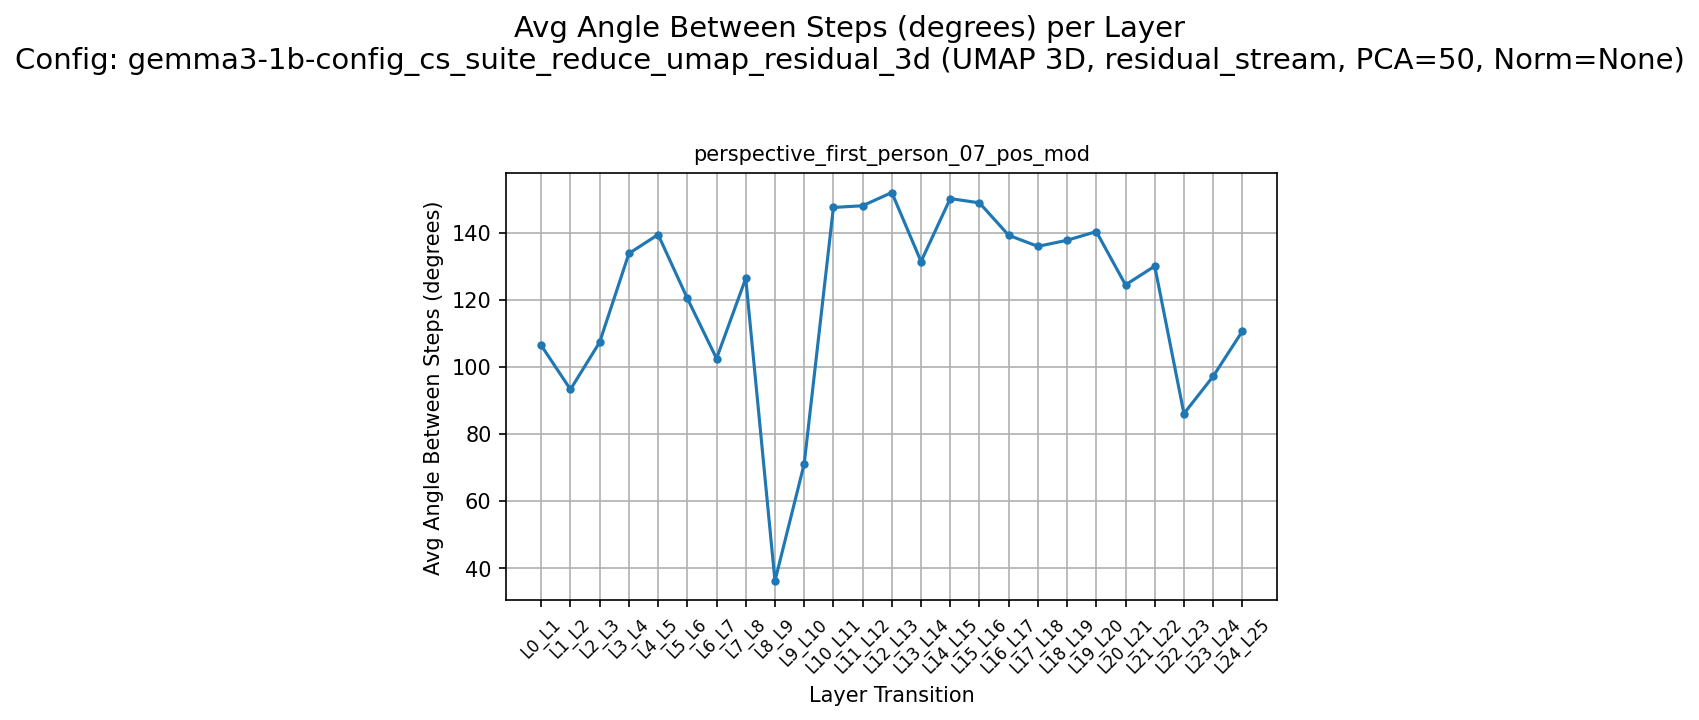 Avg Angle Between Steps (degrees) per Layer
Config: gemma3-1b-config_cs_suite_reduce_umap_residual_3d (UMAP 3D, residual_stream, PCA=50, Norm=None)
perspective_first_person_07_pos_mod
Avg Angle Between Steps (degrees)
140
120
100
80
60
40
L0_L1
L1_L2
L2_L3
L3_L4
L4_L5
L5_L6
L6_L7
L7_L8
L8_L9
L9_L10
L10_L11
L11_L12
L12_L13
L13_L14
L14_L15
L15_L16
L16_L17
L17_L18
L18_L19
L19_L20
L20_L21
L21_L22
L22_L23
L23_L24
L24_L25
Layer Transition